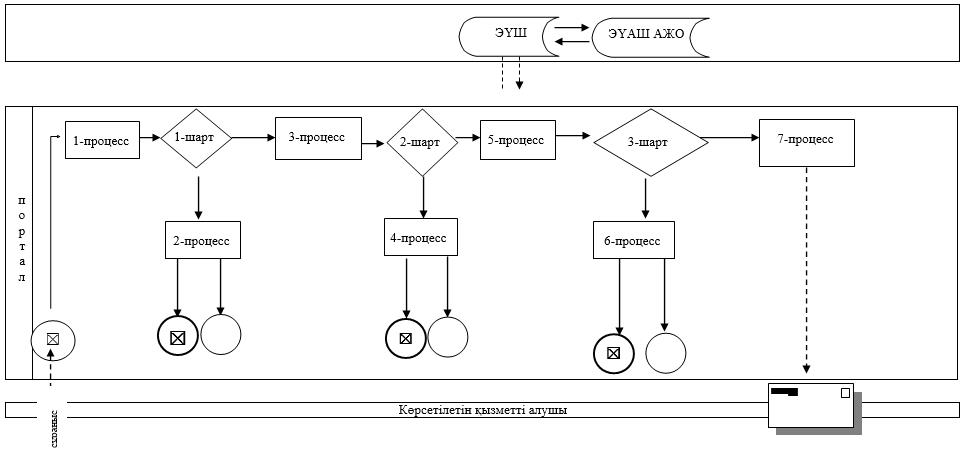 ЭҮШ
ЭҮАШ АЖО
1-процесс
1-шарт
3-процесс
2-шарт
5-процесс
3-шарт
7-процесс
портал
2-процесс
4-процесс
6-процесс
Көрсетілетін қызметті алушы